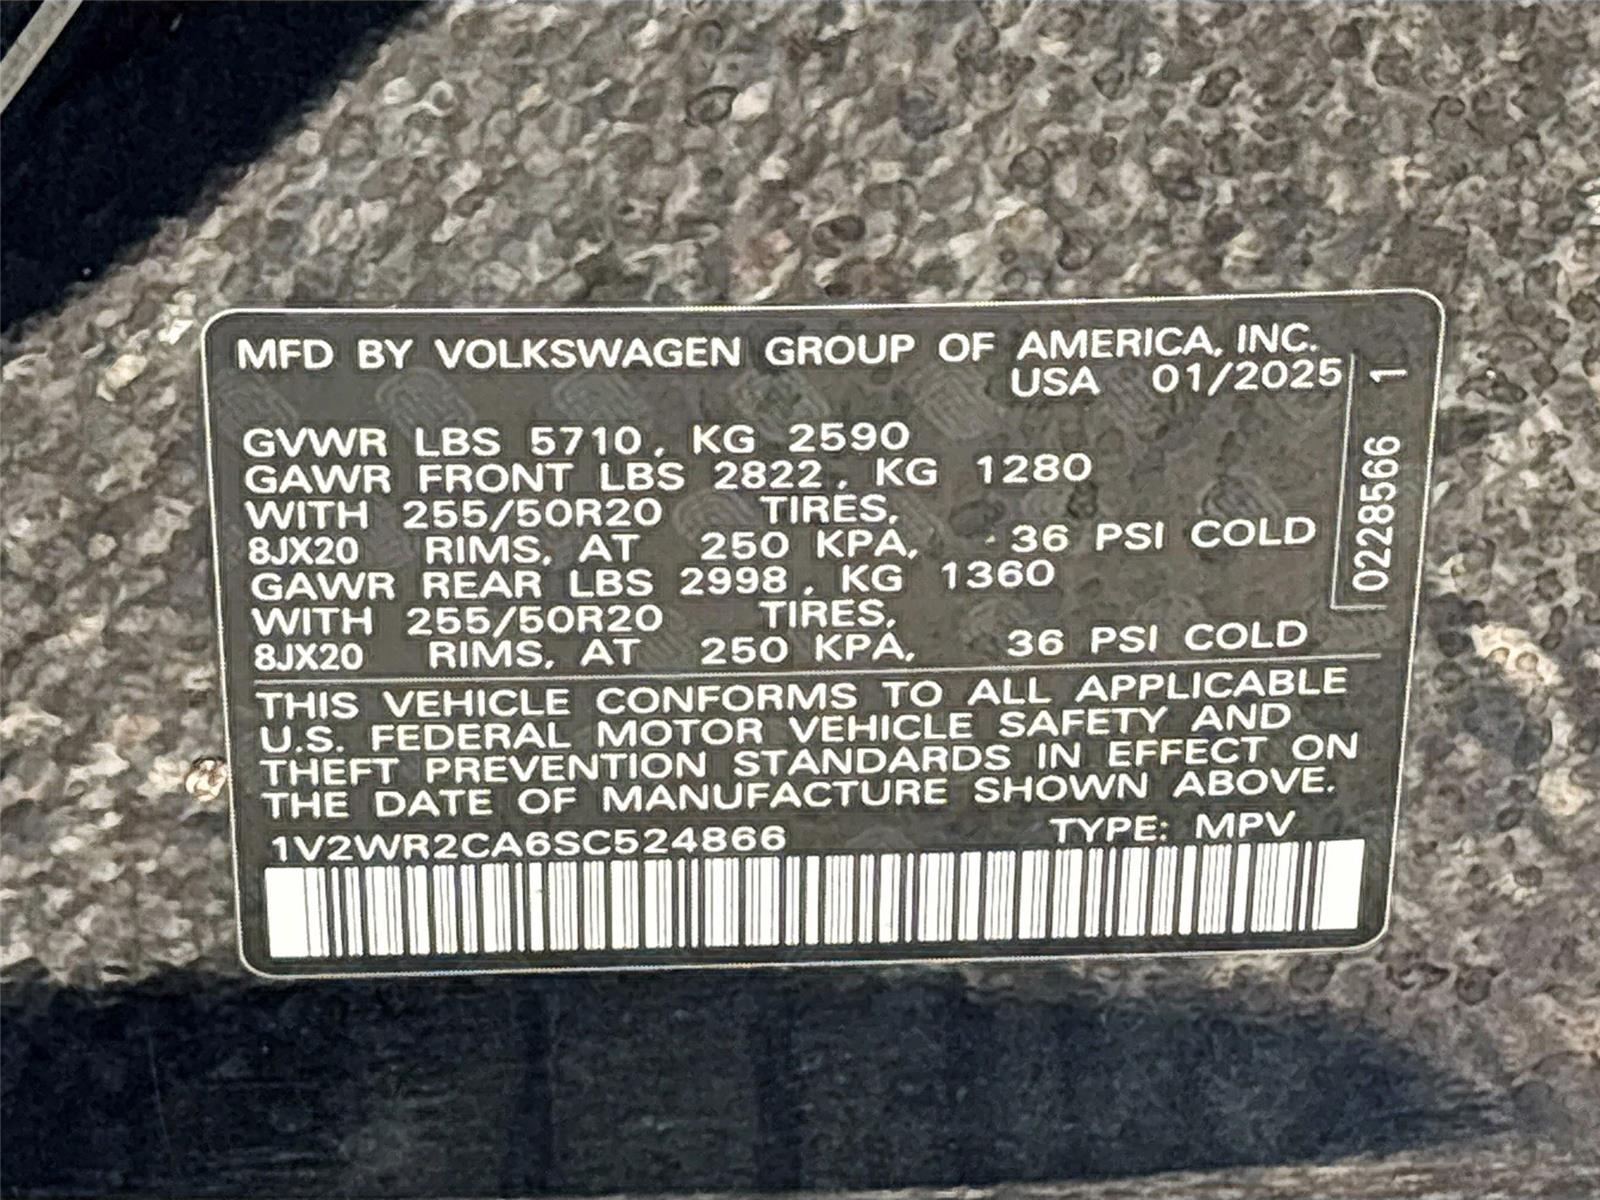 MFD BY VOLKSWAGEN GROUP OF AMERICA, INC.
USA 01/2025
GVWR LBS 5710, KG 2590
GAWR FRONT LBS 2822, KG 1280
WITH 255/50R20 TIRES,
8JX20 RIMS, AT 250 KPA, 36 PSI COLD
GAWR REAR LBS 2998, KG 1360
WITH 255/50R20 TIRES,
8JX20 RIMS, AT 250 KPA, 36 PSI COLD
THIS VEHICLE CONFORMS TO ALL APPLICABLE
U.S. FEDERAL MOTOR VEHICLE SAFETY AND
THEFT PREVENTION STANDARDS IN EFFECT ON
THE DATE OF MANUFACTURE SHOWN ABOVE.
1V2WR2CA6SC524866 TYPE: MPV
0228566 1